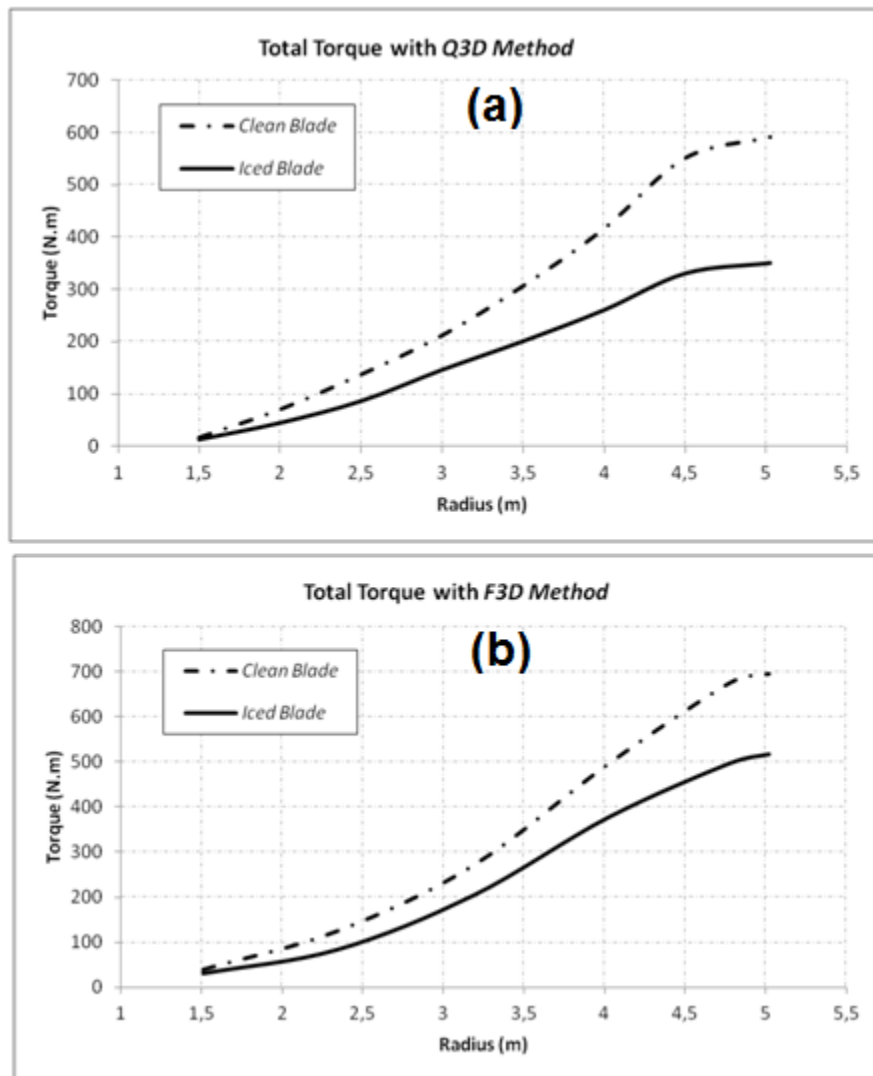 Total Torque with Q3D Method
(a)
700
600
500
400
300
200
100
0
Torque (N.m)
Clean Blade
Iced Blade
1 1,5 2 2,5 3 3,5 4 4,5 5 5,5
Radius (m)
Total Torque with F3D Method
(b)
800
700
600
500
400
300
200
100
0
Torque (N.m)
Clean Blade
Iced Blade
1 1,5 2 2,5 3 3,5 4 4,5 5 5,5
Radius (m)